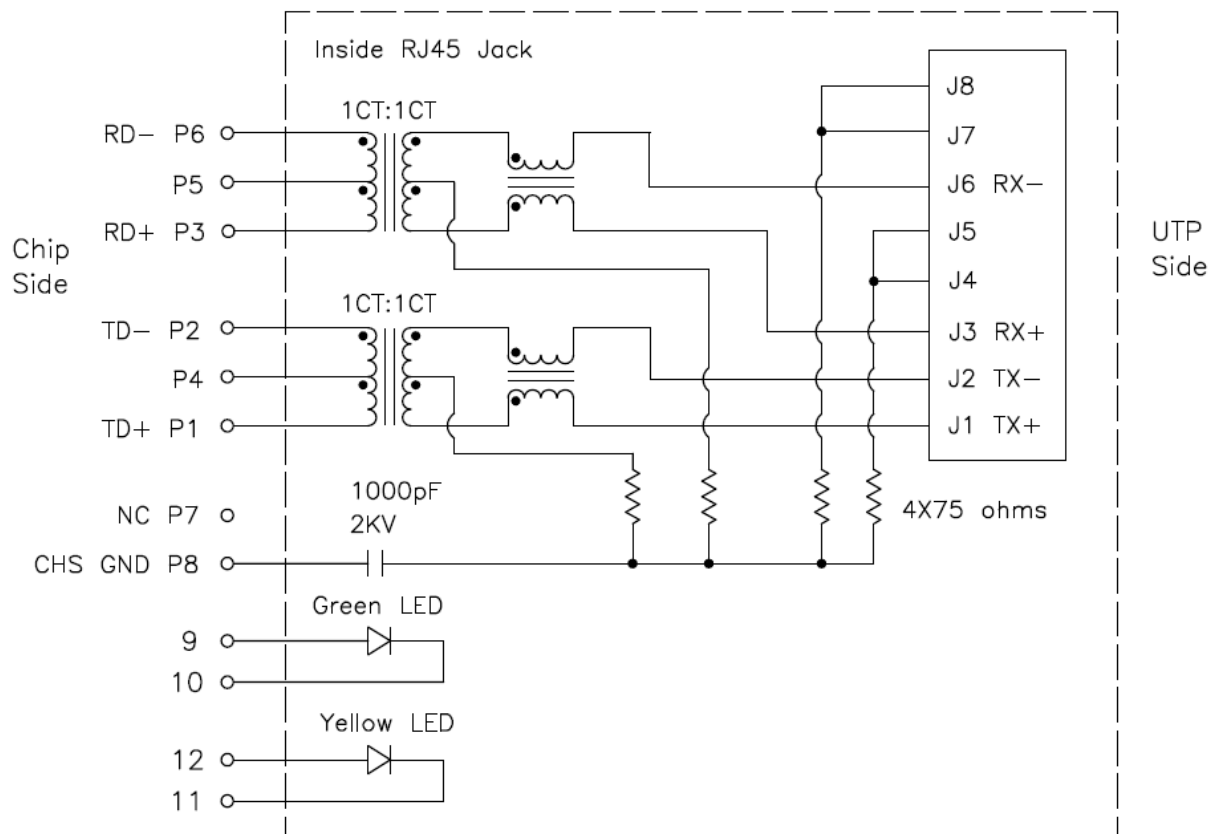 Inside RJ45 Jack
J8
1CT:1CT
RD- P6
J7
P5
J6 RX-
RD+ P3
J5
Chip
Side
UTP
Side
J4
1CT:1CT
TD- P2
J3 RX+
P4
J2 TX-
TD+ P1
J1 TX+
1000pF
2KV
4X75 ohms
NC P7
CHS GND P8
Green LED
9
10
Yellow LED
12
11